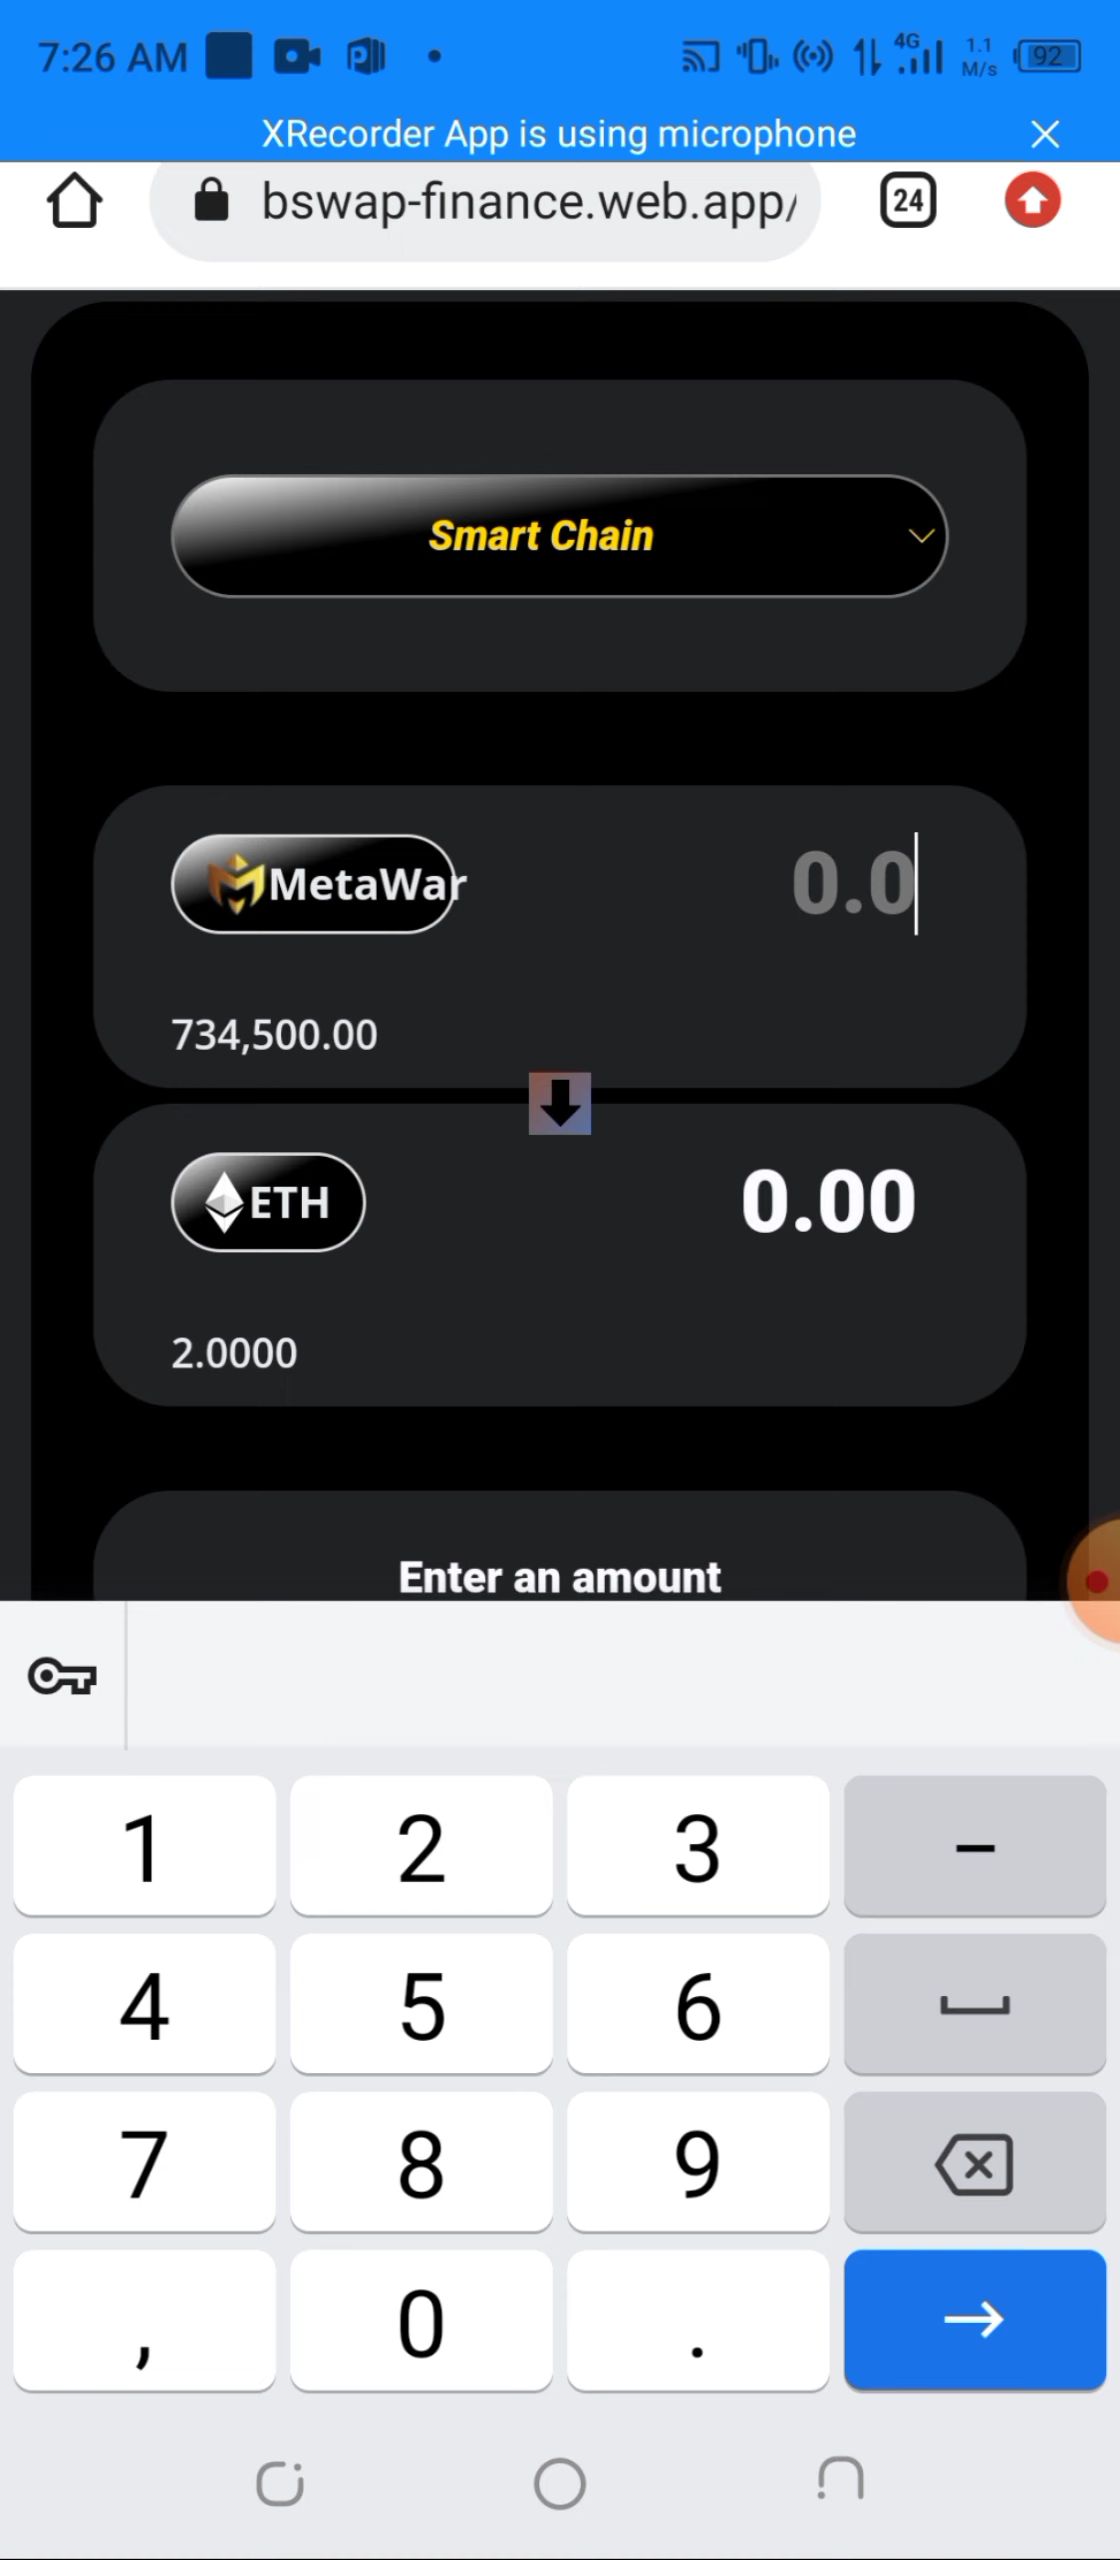 7:26 AM
4G
1.1
M/s
92
XRecorder App is using microphone
bswap-finance.web.app/
24
Smart Chain
MetaWar
0.0
734,500.00
ETH
0.00
2.0000
Enter an amount
1 2 3 –
4 5 6
7 8 9
, 0 .